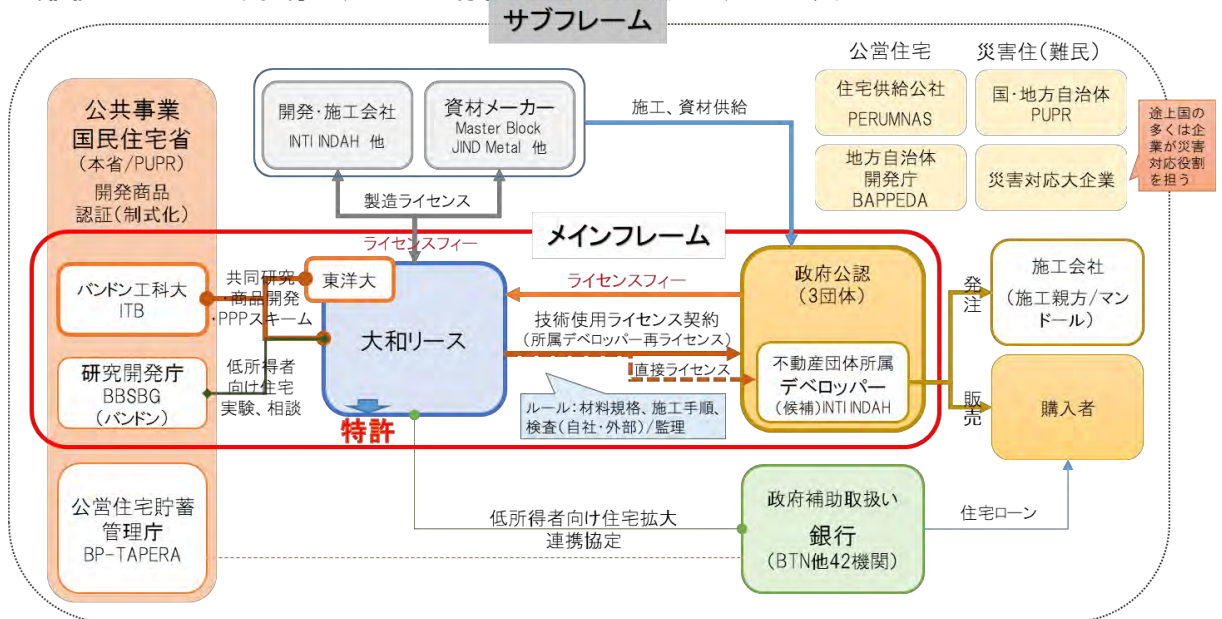 サブフレーム
公共事業
国民住宅省
(本省/PUPR)
開発商品
認証(制式化)
開発・施工会社
INTI INDAH 他
資材メーカー
Master Block
JIND Metal 他
施工、資材供給
製造ライセンス
ライセンスフィー
公営住宅
災害住(難民)
住宅供給公社
PERUMNAS
国・地方自治体
PUPR
地方自治体
開発庁
BAPPEDA
災害対応大企業
途上国の
多くは企
業が災害
対応役割
を担う
メインフレーム
バンドン工科大
ITB
共同研究
・商品開発
・PPPスキーム
東洋大
大和リース
特許
研究開発庁
BBSBG
(バンドン)
低所得者
向け住宅
実験、相談
ライセンスフィー
技術使用ライセンス契約
(所属デベロッパー再ライセンス)
直接ライセンス
ルール:材料規格、施工手順、
検査(自社・外部)/監理
政府公認
(3団体)
不動産団体所属
デベロッパー
(候補)INTI INDAH
発注
販売
施工会社
(施工親方/マン
ドール)
購入者
公営住宅貯蓄
管理庁
BP-TAPERA
低所得者向け住宅拡大
連携協定
政府補助取扱い
銀行
(BTN他42機関)
住宅ローン